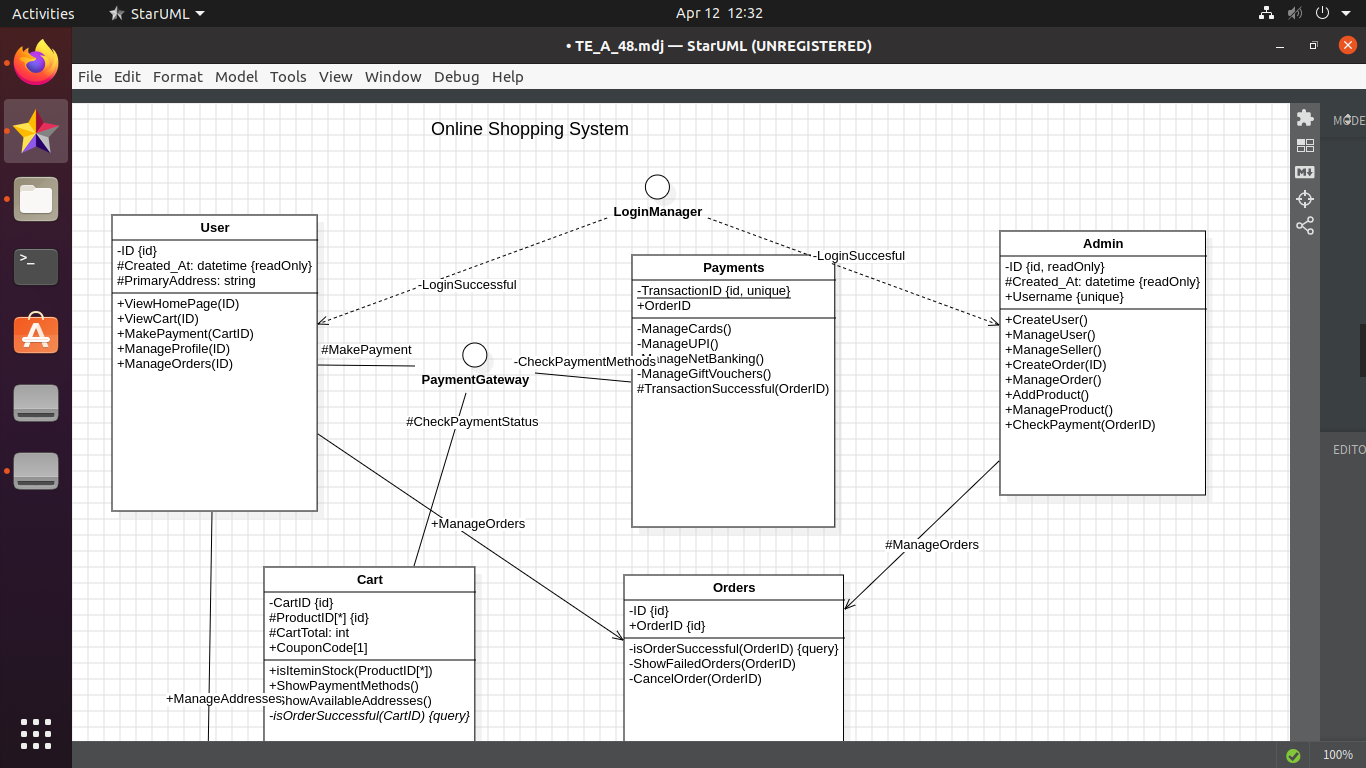 Activities
StarUML
Apr 12 12:32
• TE_A_48.mdj — StarUML (UNREGISTERED)
File Edit Format Model Tools View Window Debug Help
Online Shopping System
LoginManager
-LoginSuccessful
-LoginSuccesful
User
-ID {id}
#Created_At: datetime {readOnly}
#PrimaryAddress: string
+ViewHomePage(ID)
+ViewCart(ID)
+MakePayment(CartID)
+ManageProfile(ID)
+ManageOrders(ID)
#MakePayment
PaymentGateway
-CheckPaymentMethods
#CheckPaymentStatus
Payments
-TransactionID {id, unique}
+OrderID
-ManageCards()
-ManageUPI()
ManageNetBanking()
-ManageGiftVouchers()
#TransactionSuccessful(OrderID)
Admin
-ID {id, readOnly}
#Created_At: datetime {readOnly}
+Username {unique}
+CreateUser()
+ManageUser()
+ManageSeller()
+CreateOrder(ID)
+ManageOrder()
+AddProduct()
+ManageProduct()
+CheckPayment(OrderID)
+ManageOrders
#ManageOrders
Cart
-CartID {id}
#ProductID[*] {id}
#CartTotal: int
+CouponCode[1]
+isIteminStock(ProductID[*])
+ShowPaymentMethods()
ShowAvailableAddresses()
-isOrderSuccessful(CartID) {query}
+ManageAddresses
Orders
-ID {id}
+OrderID {id}
-isOrderSuccessful(OrderID) {query}
-ShowFailedOrders(OrderID)
-CancelOrder(OrderID)
MODE
EDITO
M
>_
100%